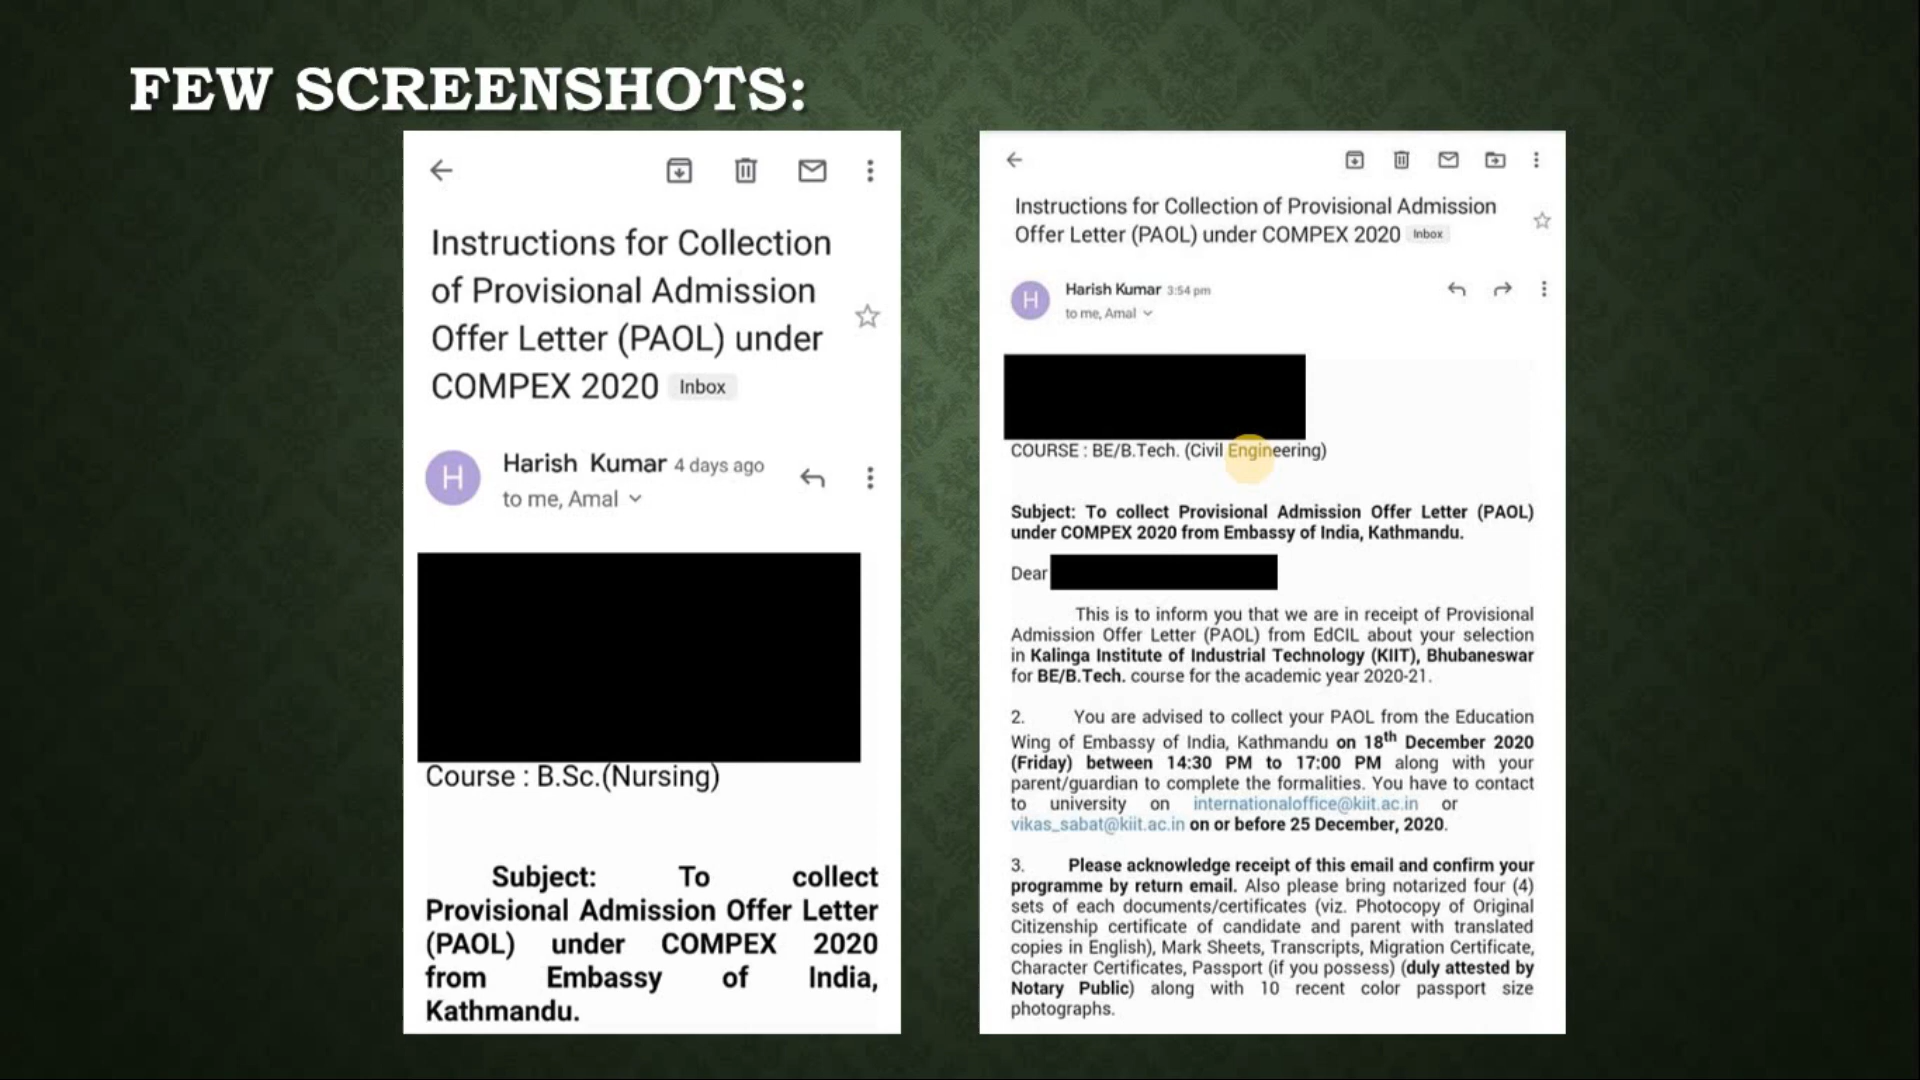 FEW SCREENSHOTS:
Instructions for Collection
of Provisional Admission
Offer Letter (PAOL) under
COMPEX 2020 Inbox
H
Harish Kumar 4 days ago
to me, Amal
Course : B.Sc.(Nursing)
Subject: To collect
Provisional Admission Offer Letter
(PAOL) under COMPEX 2020
from Embassy of India,
Kathmandu.
Instructions for Collection of Provisional Admission
Offer Letter (PAOL) under COMPEX 2020 Inbox
H
Harish Kumar 3:54 pm
to me, Amal
COURSE : BE/B.Tech. (Civil Engineering)
Subject: To collect Provisional Admission Offer Letter (PAOL)
under COMPEX 2020 from Embassy of India, Kathmandu.
Dear
This is to inform you that we are in receipt of Provisional
Admission Offer Letter (PAOL) from EdCIL about your selection
in Kalinga Institute of Industrial Technology (KIIT), Bhubaneswar
for BE/B.Tech. course for the academic year 2020-21.
2. You are advised to collect your PAOL from the Education
Wing of Embassy of India, Kathmandu on 18th December 2020
(Friday) between 14:30 PM to 17:00 PM along with your
parent/guardian to complete the formalities. You have to contact
to university on internationaloffice@kiit.ac.in or
vikas_sabat@kiit.ac.in on or before 25 December, 2020.
3. Please acknowledge receipt of this email and confirm your
programme by return email. Also please bring notarized four (4)
sets of each documents/certificates (viz. Photocopy of Original
Citizenship certificate of candidate and parent with translated
copies in English), Mark Sheets, Transcripts, Migration Certificate,
Character Certificates, Passport (if you possess) (duly attested by
Notary Public) along with 10 recent color passport size
photographs.